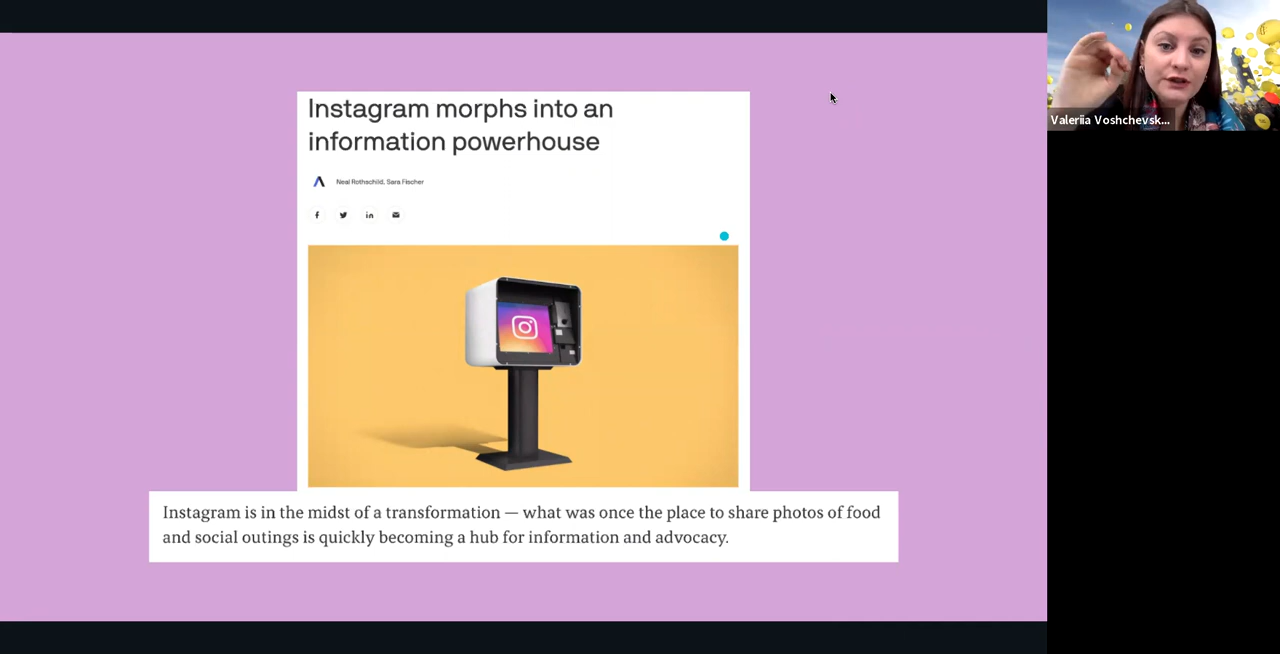 Instagram morphs into an
information powerhouse
Neal Rothschild, Sara Fischer
Instagram is in the midst of a transformation — what was once the place to share photos of food
and social outings is quickly becoming a hub for information and advocacy.
Valeriia Voshchevsk...